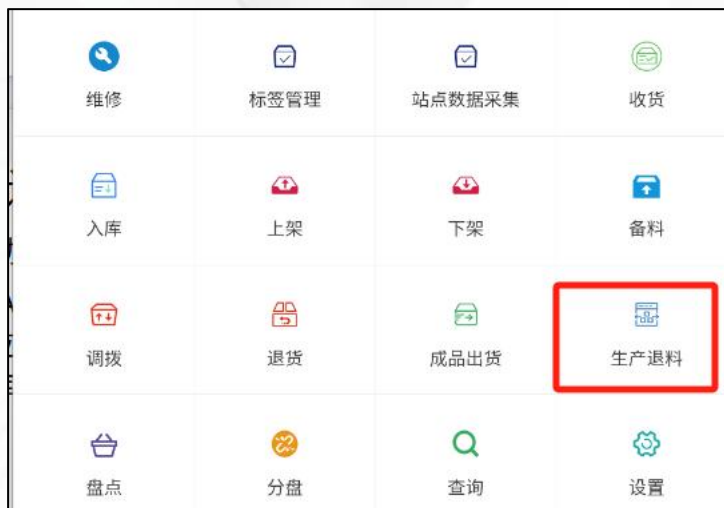 维修 标签管理 站点数据采集 收货
入库 上架 下架 备料
调拨 退货 成品出货 生产退料
盘点 分盘 查询 设置